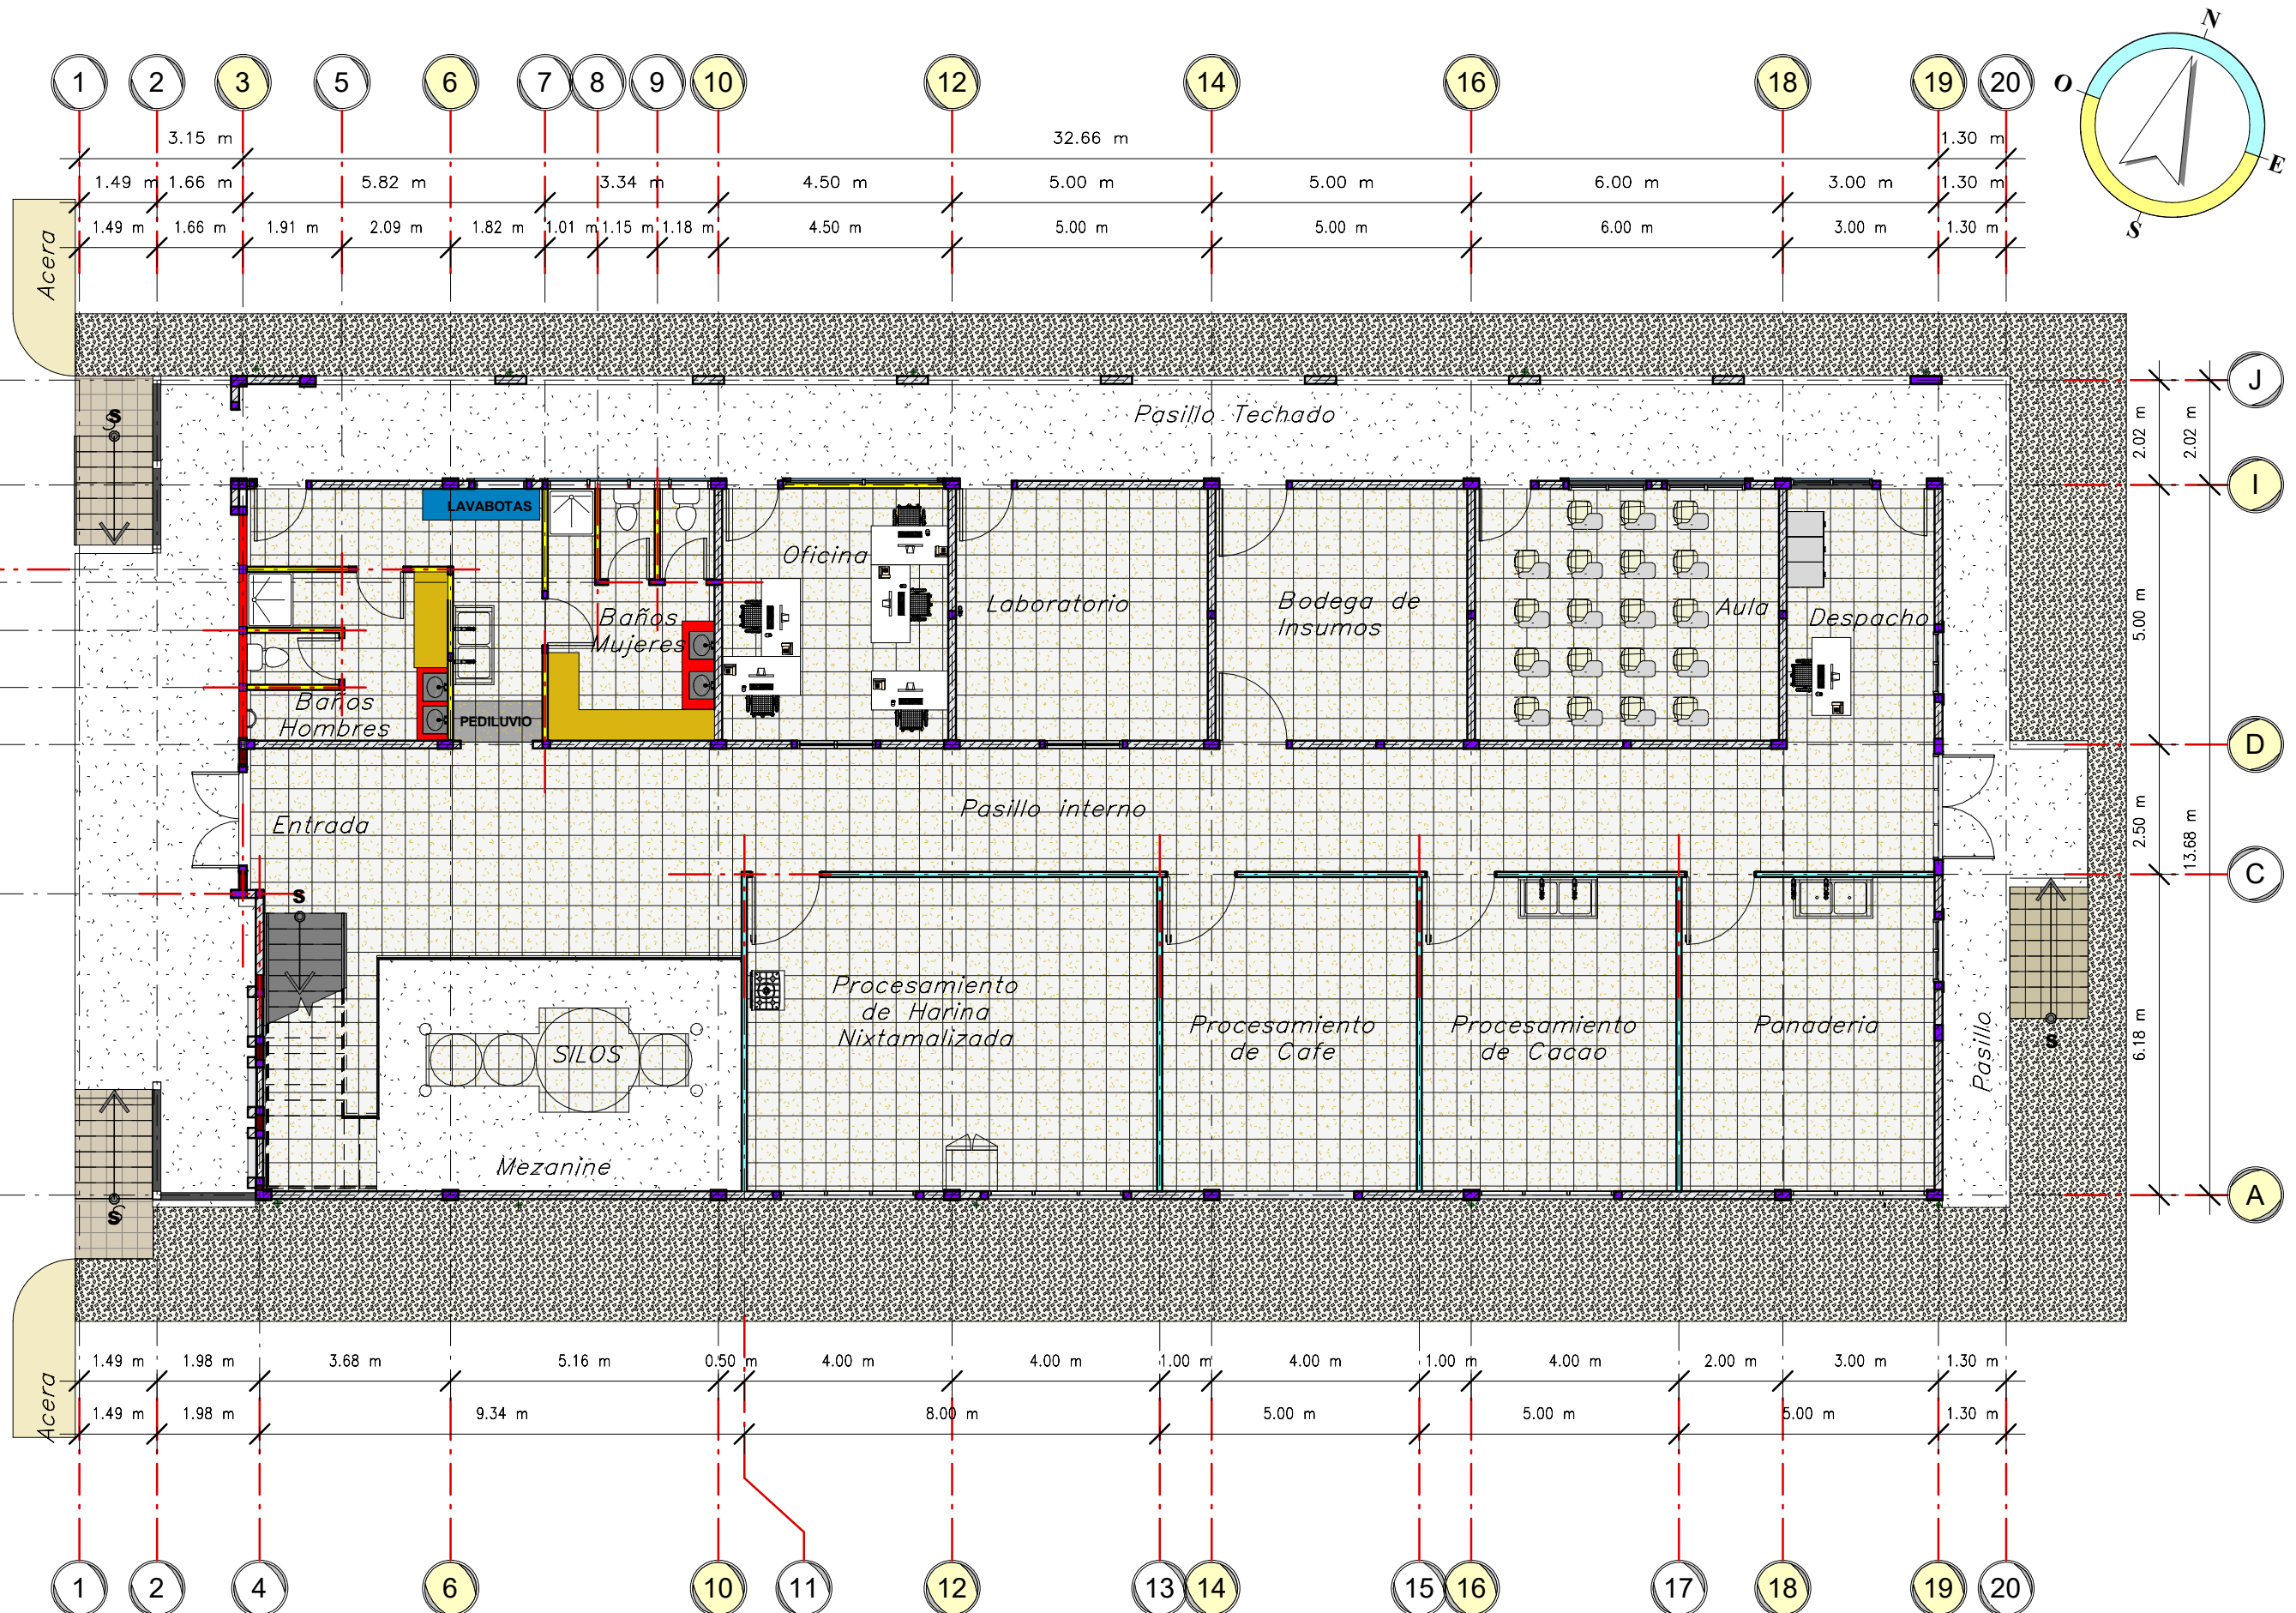 N
O
E
S
1 2 3 5 6 7 8 9 10 12 14 16 18 19 20
3.15 m 32.66 m 1.30 m
1.49 m 1.66 m 5.82 m 3.34 m 4.50 m 5.00 m 5.00 m 6.00 m 3.00 m 1.30 m
1.49 m 1.66 m 1.91 m 2.09 m 1.82 m 1.01 m 1.15 m 1.18 m 4.50 m 5.00 m 5.00 m 6.00 m 3.00 m 1.30 m
Acera
J
Pasillo Techado
S
2.02 m 2.02 m
I
LAVABOTAS
Oficina
Laboratorio
Bodega de
Insumos
Aula
Despacho
Baños
Mujeres
5.00 m
Baños
Hombres
PEDILUVIO
D
Pasillo interno
Entrada
2.50 m
13.68 m
C
S
Procesamiento
de Harina
Nixtamalizada
Procesamiento
de Cafe
Procesamiento
de Cacao
Panaderia
Pasillo
S
6.18 m
SILOS
Mezanine
S
A
1.49 m 1.98 m 3.68 m 5.16 m 0.50 m 4.00 m 4.00 m 1.00 m 4.00 m 1.00 m 4.00 m 2.00 m 3.00 m 1.30 m
Acera
1.49 m 1.98 m 9.34 m 8.00 m 5.00 m 5.00 m 5.00 m 1.30 m
1 2 4 6 10 11 12 13 14 15 16 17 18 19 20